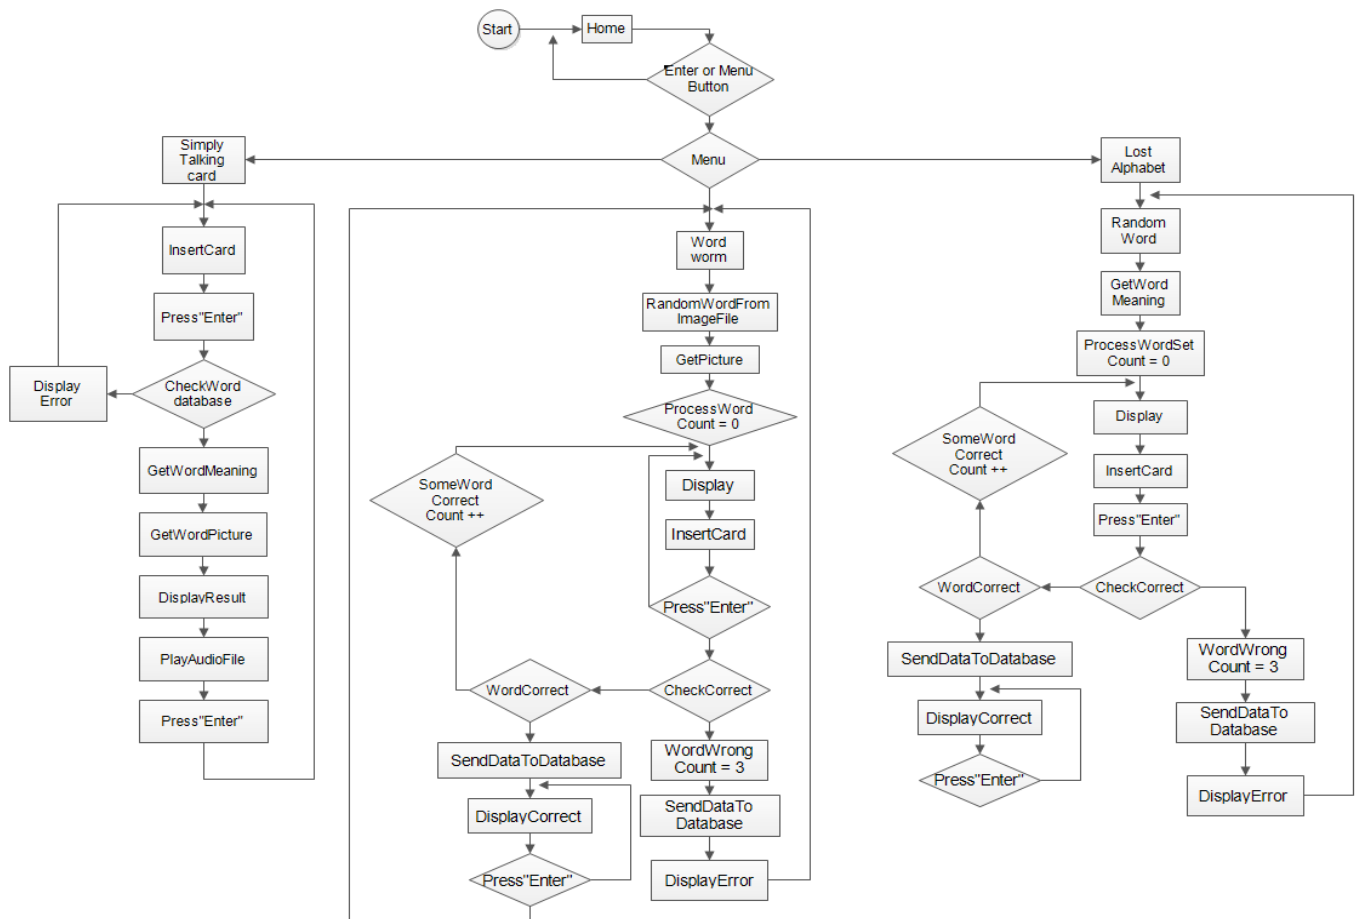 Start
Home
Enter or Menu
Button
Menu
Simply
Talking
card
InsertCard
Press"Enter"
CheckWord
database
Display
Error
GetWordMeaning
GetWordPicture
DisplayResult
PlayAudioFile
Press"Enter"
Word
worm
RandomWordFrom
ImageFile
GetPicture
ProcessWord
Count = 0
SomeWord
Correct
Count ++
Display
InsertCard
Press"Enter"
CheckCorrect
WordCorrect
SendDataToDatabase
DisplayCorrect
Press"Enter"
WordWrong
Count = 3
SendDataTo
Database
DisplayError
Lost
Alphabet
Random
Word
GetWord
Meaning
ProcessWordSet
Count = 0
SomeWord
Correct
Count ++
Display
InsertCard
Press"Enter"
CheckCorrect
WordCorrect
SendDataToDatabase
DisplayCorrect
Press"Enter"
WordWrong
Count = 3
SendDataTo
Database
DisplayError